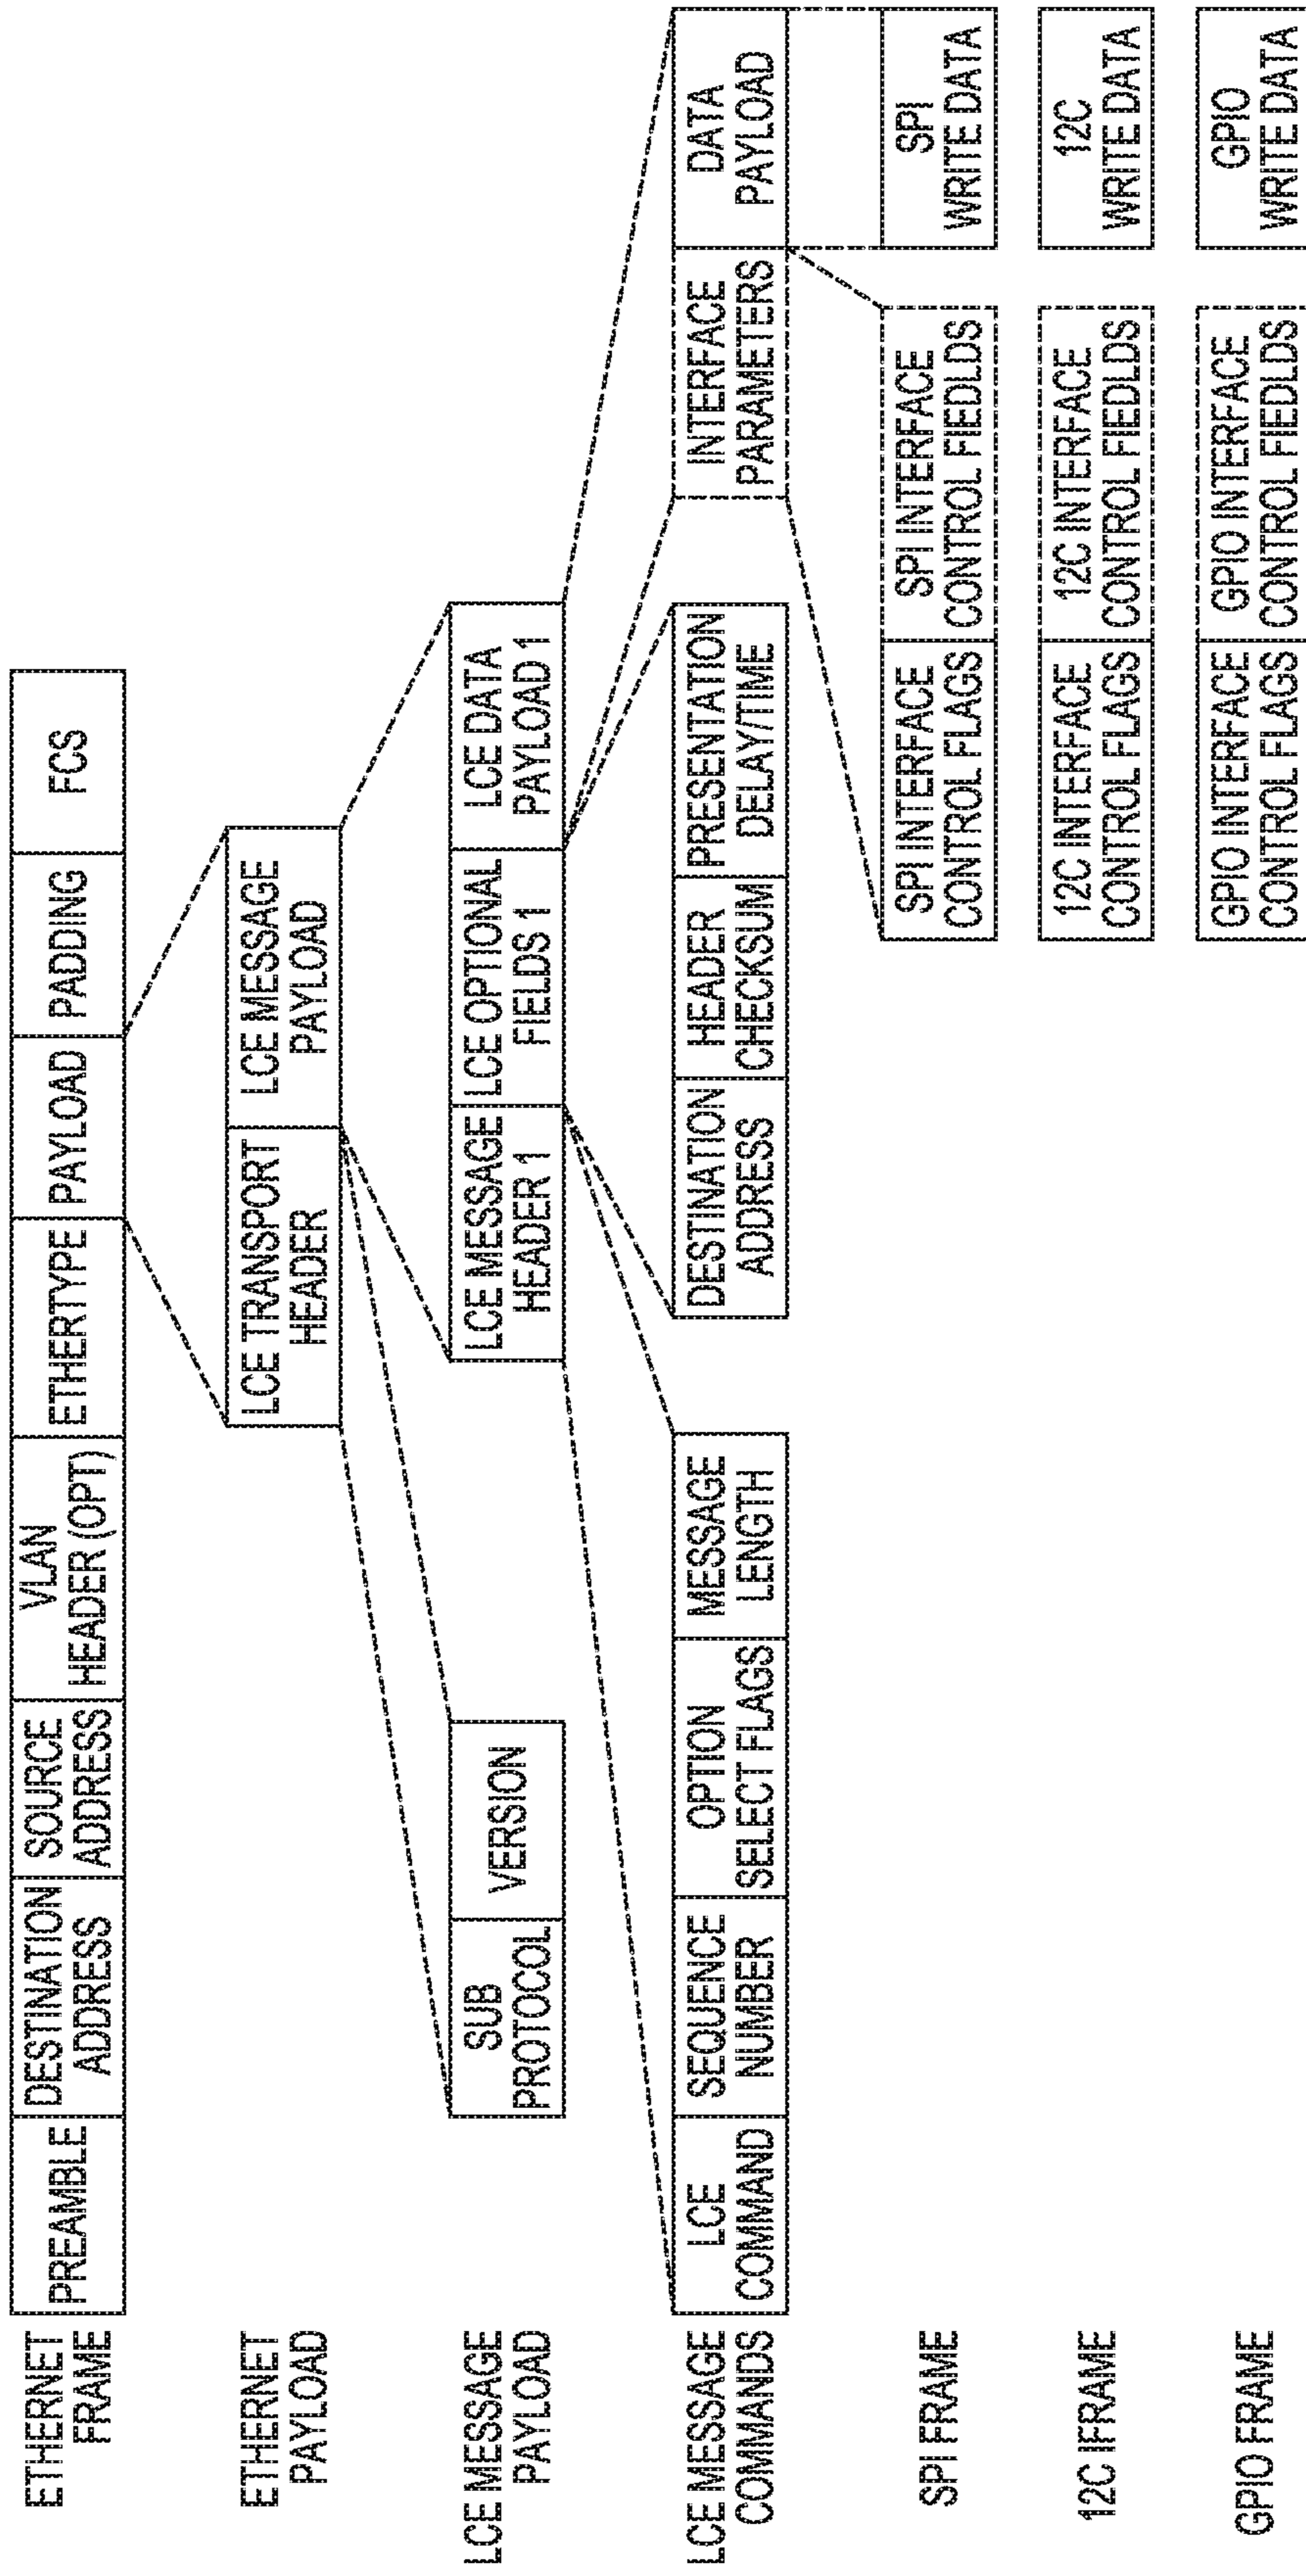 ETHERNET
FRAME
PREAMBLE
DESTINATION
ADDRESS
SOURCE
ADDRESS
VLAN
HEADER (OPT)
ETHERTYPE
PAYLOAD
PADDING
FCS
ETHERNET
PAYLOAD
LCE TRANSPORT
HEADER
LCE MESSAGE
PAYLOAD
LCE MESSAGE
PAYLOAD
SUB
PROTOCOL
VERSION
LCE MESSAGE
HEADER 1
LCE OPTIONAL
FIELDS 1
LCE DATA
PAYLOAD 1
LCE MESSAGE
COMMANDS
LCE
COMMAND
SEQUENCE
NUMBER
OPTION
SELECT FLAGS
MESSAGE
LENGTH
DESTINATION
ADDRESS
HEADER
CHECKSUM
PRESENTATION
DELAY/TIME
INTERFACE
PARAMETERS
DATA
PAYLOAD
SPI FRAME
SPI INTERFACE
CONTROL FLAGS
SPI INTERFACE
CONTROL FIEDLDS
SPI
WRITE DATA
12C IFRAME
12C INTERFACE
CONTROL FLAGS
12C INTERFACE
CONTROL FIEDLDS
12C
WRITE DATA
GPIO FRAME
GPIO INTERFACE
CONTROL FLAGS
GPIO INTERFACE
CONTROL FIEDLDS
GPIO
WRITE DATA